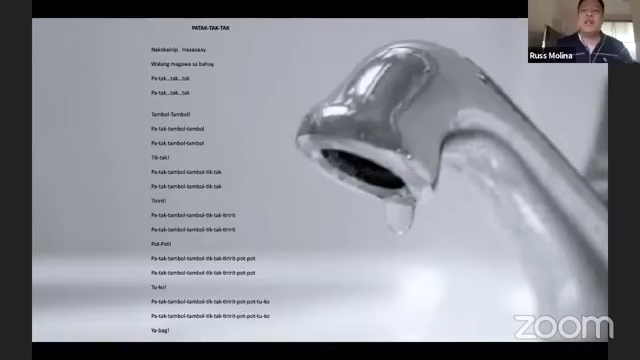 PATAK-TAK-TAK
Nakakainip. Haaaaaay.
Walang magawa sa bahay.
Pa-tak...tak...tak
Pa-tak...tak...tak
Tambol-Tambol!
Pa-tak-tambol-tambol
Pa-tak-tambol-tambol
Tik-tak!
Pa-tak-tambol-tambol-tik-tak
Pa-tak-tambol-tambol-tik-tak
Tiririt!
Pa-tak-tambol-tambol-tik-tak-tiririt
Pa-tak-tambol-tambol-tik-tak-tiririt
Pot-Pot!
Pa-tak-tambol-tambol-tik-tak-tiririt-pot-pot
Pa-tak-tambol-tambol-tik-tak-tiririt-pot-pot
Tu-ko!
Pa-tak-tambol-tambol-tik-tak-tiririt-pot-pot-tu-ko
Pa-tak-tambol-tambol-tik-tak-tiririt-pot-pot-tu-ko
Ya-bag!
Russ Molina
zoom